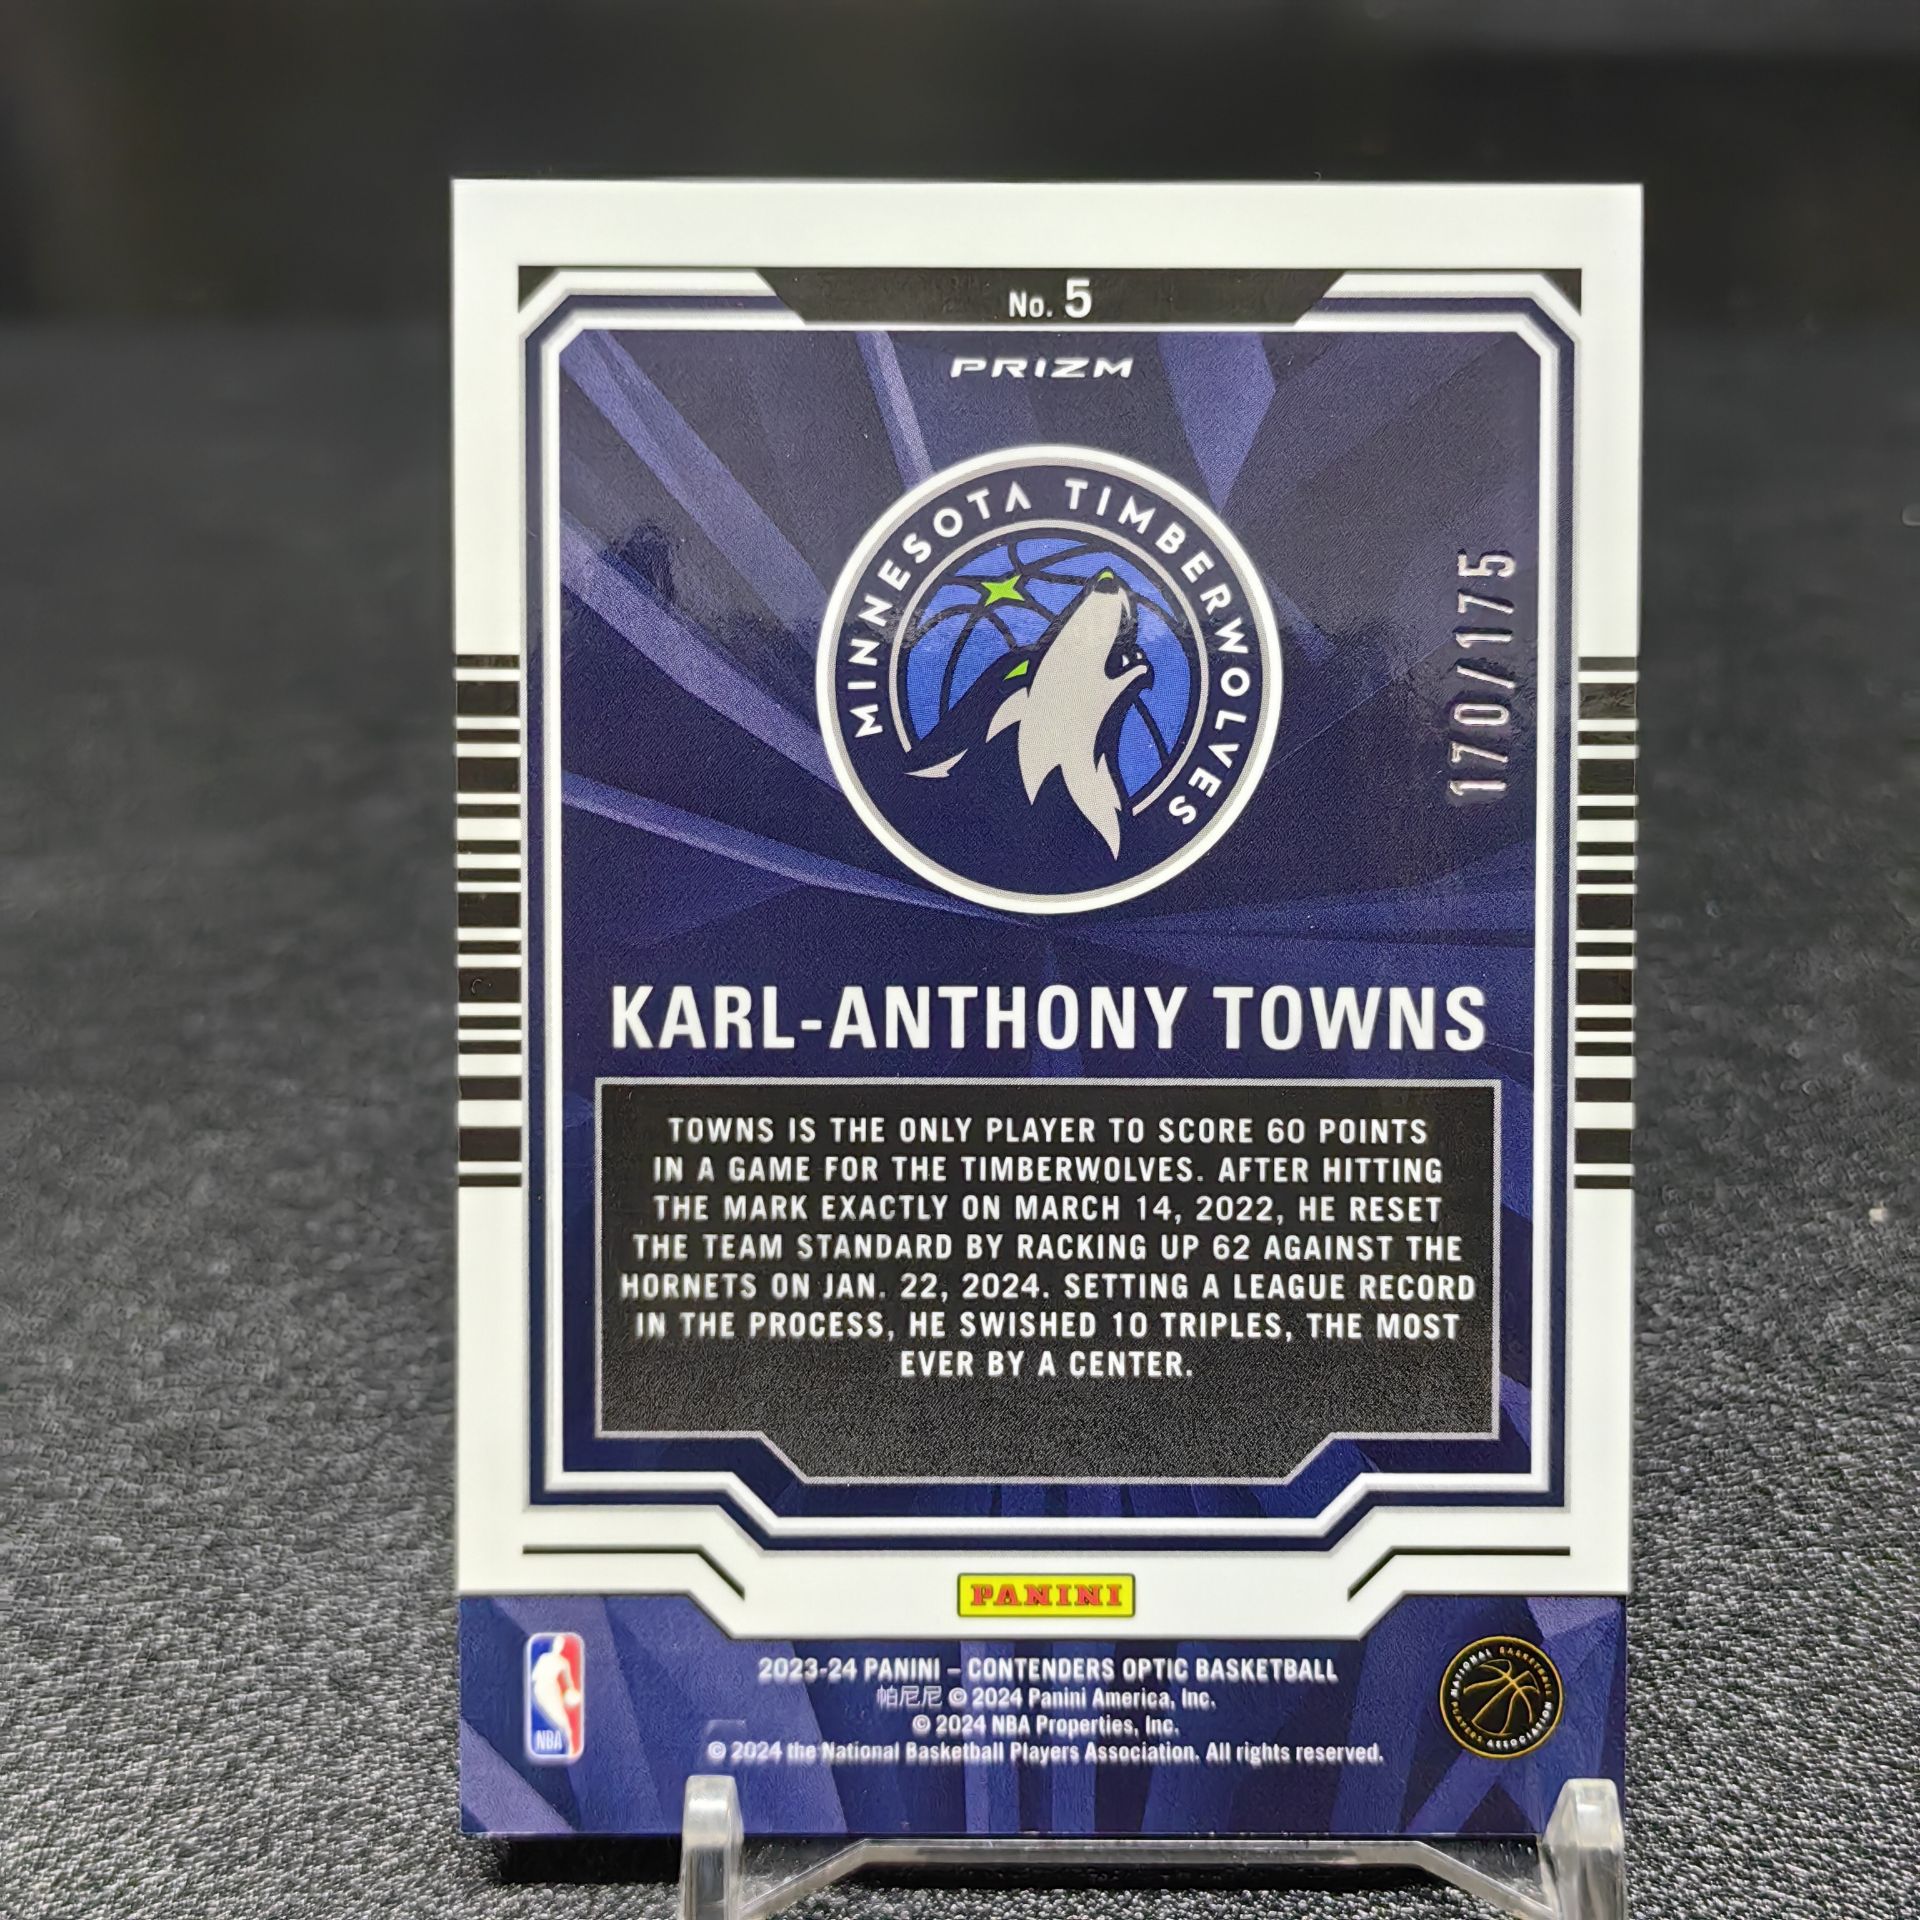 No. 5
PRIZM
MINNESOTA TIMBERWOLVES
170/175
KARL-ANTHONY TOWNS
TOWNS IS THE ONLY PLAYER TO SCORE 60 POINTS
IN A GAME FOR THE TIMBERWOLVES. AFTER HITTING
THE MARK EXACTLY ON MARCH 14, 2022, HE RESET
THE TEAM STANDARD BY RACKING UP 62 AGAINST THE
HORNETS ON JAN. 22, 2024. SETTING A LEAGUE RECORD
IN THE PROCESS, HE SWISHED 10 TRIPLES, THE MOST
EVER BY A CENTER.
PANINI
2023-24 PANINI – CONTENDERS OPTIC BASKETBALL
帕尼尼 © 2024 Panini America, Inc.
© 2024 NBA Properties, Inc.
© 2024 the National Basketball Players Association. All rights reserved.
NBA
NATIONAL BASKETBALL PLAYERS ASSOCIATION